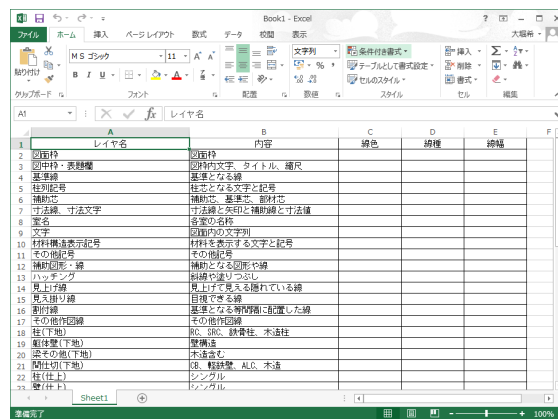 Book1 - Excel
ファイル ホーム 挿入 ページ レイアウト 数式 データ 校閲 表示 大堀希
貼り付け
ＭＳ ゴシック 11
B I U
文字列
条件付き書式
テーブルとして書式設定
セルのスタイル
挿入
削除
書式
クリップボード フォント 配置 数値 スタイル セル 編集
A1 fx レイヤ名
A B C D E F
1 レイヤ名 内容 線色 線種 線幅
2 図面枠 図面枠
3 図中枠・表題欄 図枠内文字、タイトル、縮尺
4 基準線 基準となる線
5 柱列記号 柱芯となる文字と記号
6 補助芯 補助芯、基準芯、部材芯
7 寸法線、寸法文字 寸法線と矢印と補助線と寸法値
8 室名 各室の名称
9 文字 図面内の文字列
10 材料構造表示記号 材料を表示する文字と記号
11 その他記号 その他記号
12 補助図形・線 補助となる図形や線
13 ハッチング 斜線や塗りつぶし
14 見上げ線 見上げて見える隠れている線
15 見え掛り線 目視できる線
16 割付線 基準となる等間隔に配置した線
17 その他作図線 その他作図線
18 柱(下地) RC、SRC、鉄骨柱、木造柱
19 躯体壁(下地) 壁構造
20 梁その他(下地) 木造含む
21 間仕切(下地) CB、軽鉄壁、ALC、木造
22 柱(仕上) シングル
23 壁(仕上) シングル
Sheet1
準備完了 100%